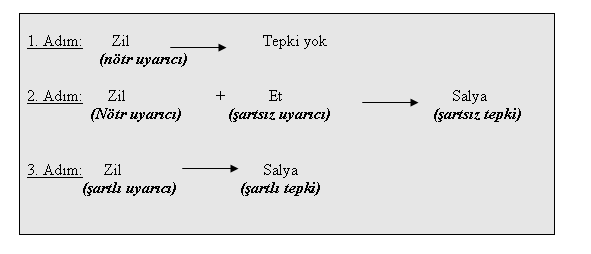 1. Adım: Zil Tepki yok
(nötr uyarıcı)
2. Adım: Zil + Et Salya
(Nötr uyarıcı) (şartsız uyarıcı) (şartsız tepki)
3. Adım: Zil Salya
(şartlı uyarıcı) (şartlı tepki)